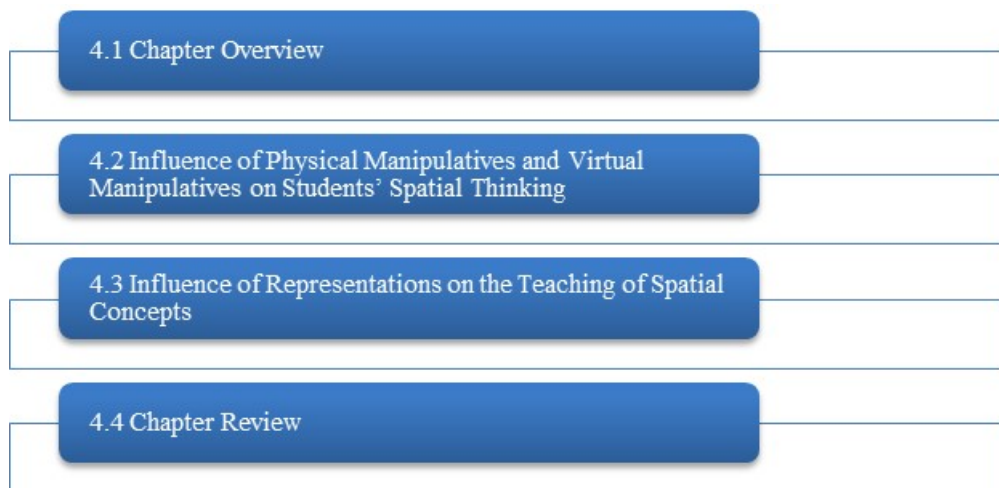 4.1 Chapter Overview
4.2 Influence of Physical Manipulatives and Virtual
Manipulatives on Students’ Spatial Thinking
4.3 Influence of Representations on the Teaching of Spatial
Concepts
4.4 Chapter Review